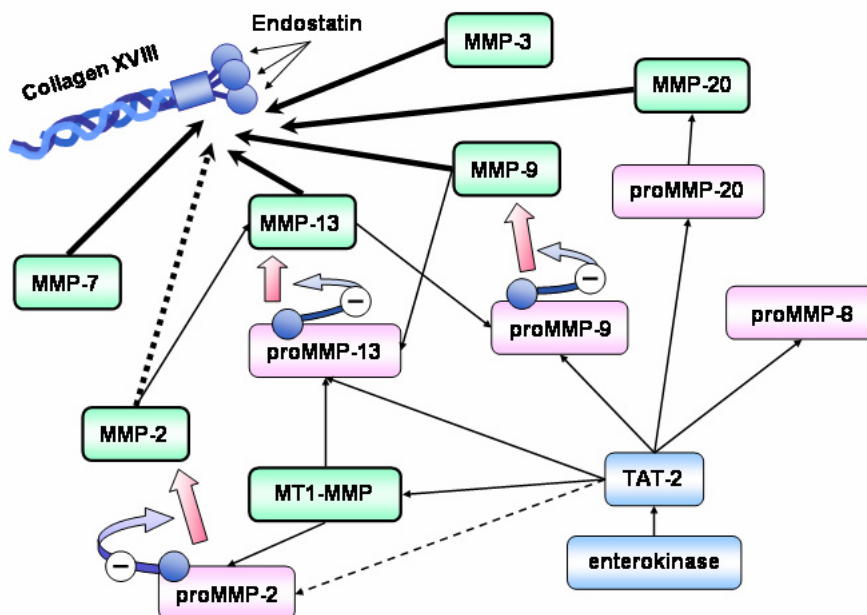 Endostatin
MMP-3
Collagen XVIII
MMP-20
MMP-9
proMMP-20
MMP-13
MMP-7
−
−
proMMP-8
proMMP-9
proMMP-13
MMP-2
TAT-2
MT1-MMP
−
enterokinase
proMMP-2